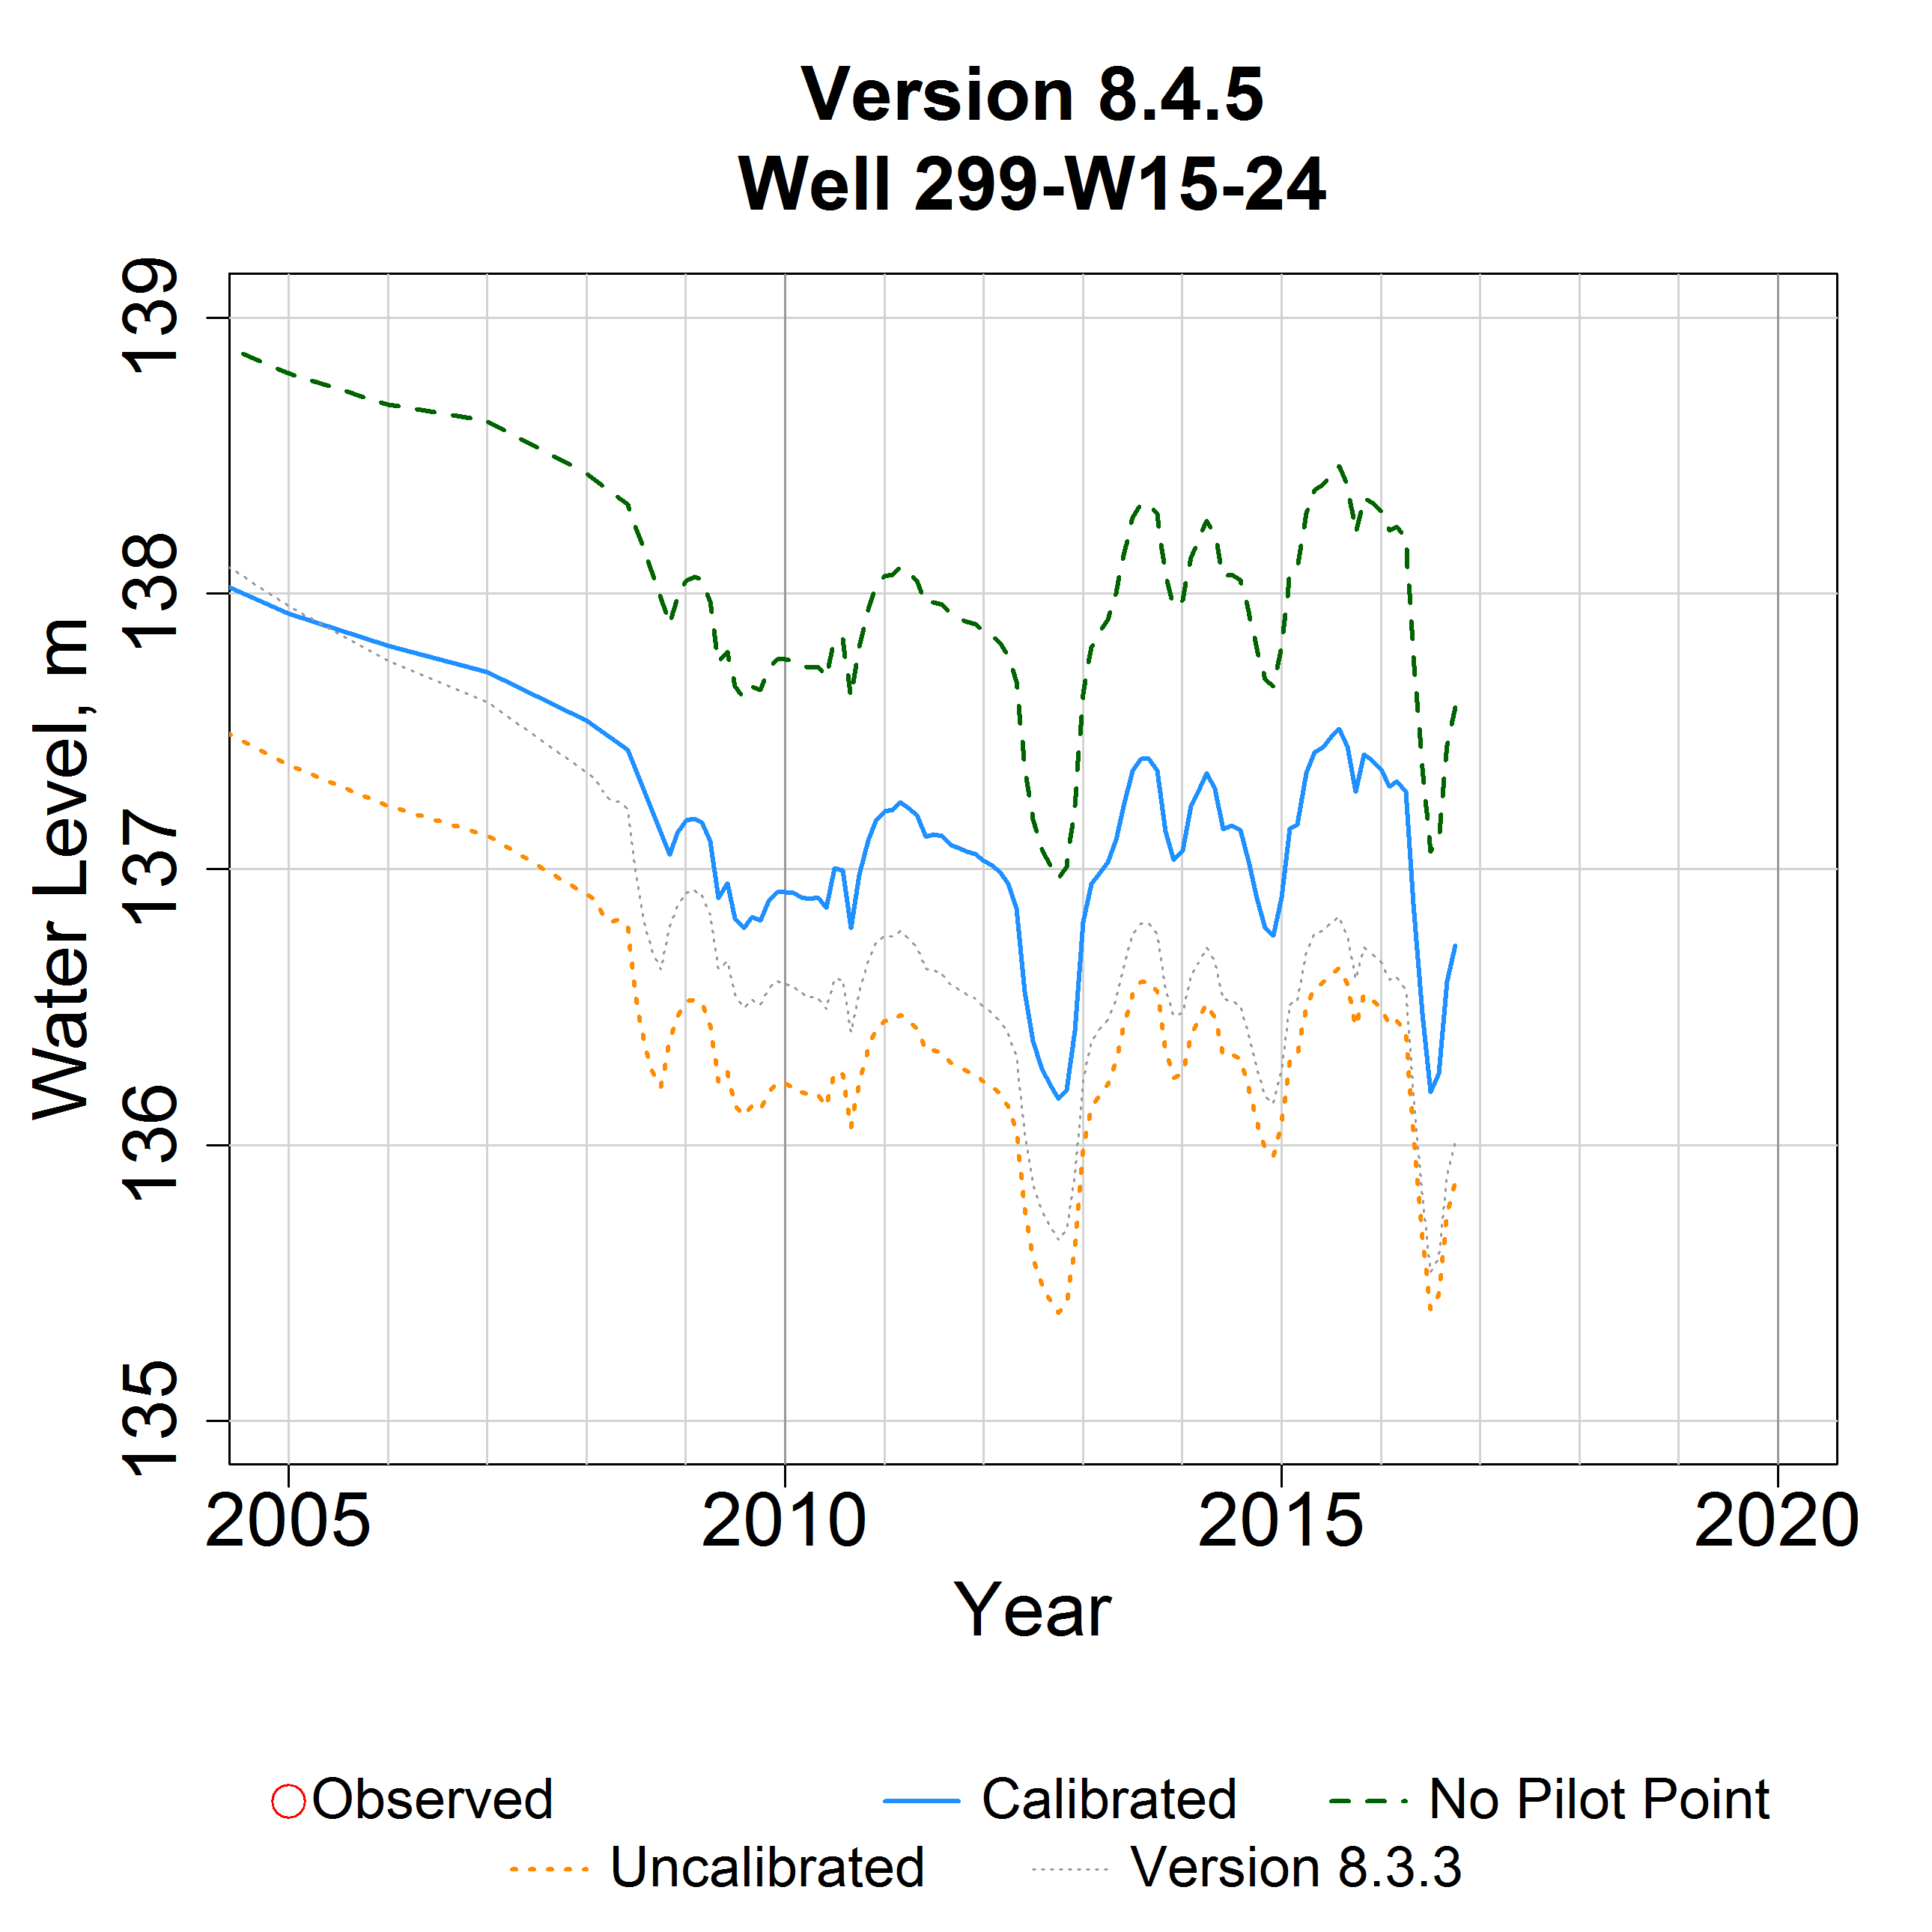 Version 8.4.5
Well 299-W15-24
139
138
137
136
135
Water Level, m
2005 2010 2015 2020
Year
Observed Calibrated No Pilot Point
Uncalibrated Version 8.3.3